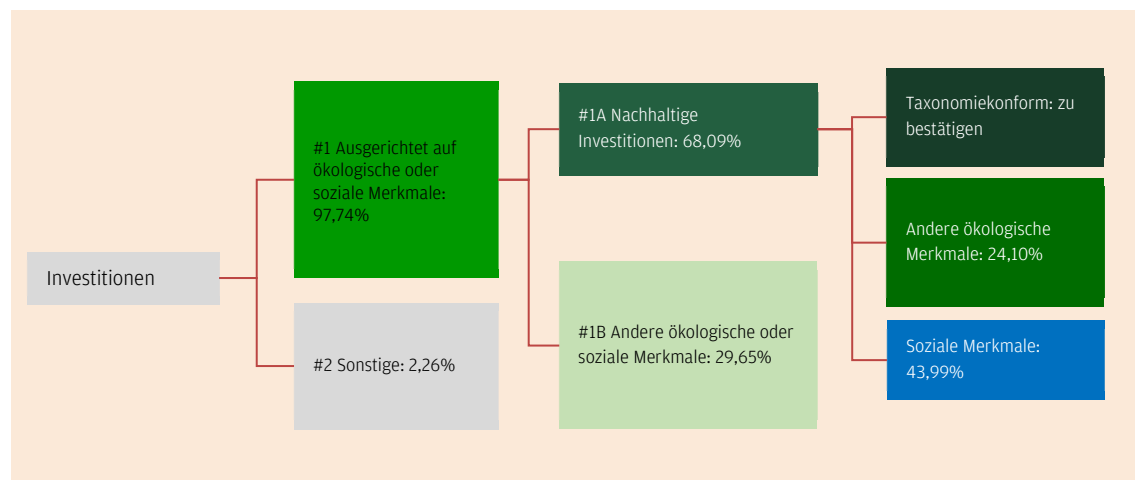 Investitionen
#1 Ausgerichtet auf
ökologische oder
soziale Merkmale:
97,74%
#2 Sonstige: 2,26%
#1A Nachhaltige
Investitionen: 68,09%
#1B Andere ökologische oder
soziale Merkmale: 29,65%
Taxonomiekonform: zu
bestätigen
Andere ökologische
Merkmale: 24,10%
Soziale Merkmale:
43,99%